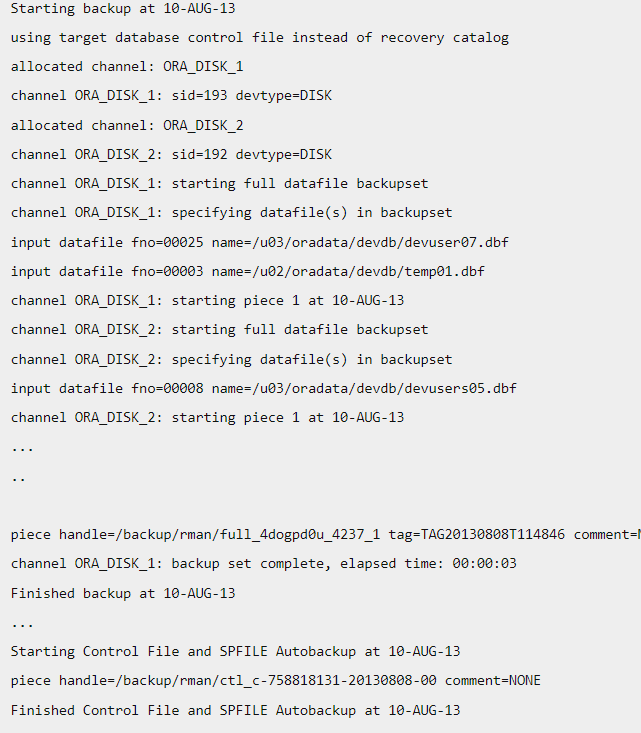 Starting backup at 10-AUG-13
using target database control file instead of recovery catalog
allocated channel: ORA_DISK_1
channel ORA_DISK_1: sid=193 devtype=DISK
allocated channel: ORA_DISK_2
channel ORA_DISK_2: sid=192 devtype=DISK
channel ORA_DISK_1: starting full datafile backupset
channel ORA_DISK_1: specifying datafile(s) in backupset
input datafile fno=00025 name=/u03/oradata/devdb/devuser07.dbf
input datafile fno=00003 name=/u02/oradata/devdb/temp01.dbf
channel ORA_DISK_1: starting piece 1 at 10-AUG-13
channel ORA_DISK_2: starting full datafile backupset
channel ORA_DISK_2: specifying datafile(s) in backupset
input datafile fno=00008 name=/u03/oradata/devdb/devusers05.dbf
channel ORA_DISK_2: starting piece 1 at 10-AUG-13
...
..
piece handle=/backup/rman/full_4dogpd0u_4237_1 tag=TAG20130808T114846 comment=
channel ORA_DISK_1: backup set complete, elapsed time: 00:00:03
Finished backup at 10-AUG-13
...
Starting Control File and SPFILE Autobackup at 10-AUG-13
piece handle=/backup/rman/ctl_c-758818131-20130808-00 comment=NONE
Finished Control File and SPFILE Autobackup at 10-AUG-13